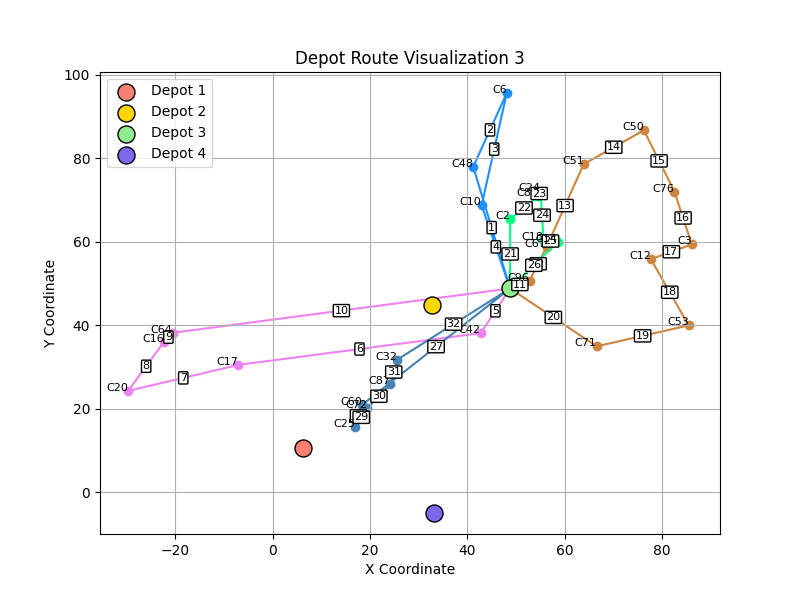 Depot Route Visualization 3
Depot 1
Depot 2
Depot 3
Depot 4
100
80
60
40
20
0
Y Coordinate
−20
0
20
40
60
80
X Coordinate
C6
C48
C10
C2
C24
C50
C51
C76
C3
C12
C53
C71
C96
C42
C64
C16
C20
C17
C32
C60
C25
1
2
3
4
5
6
7
8
9
10
11
13
14
15
16
17
18
19
20
21
22
23
24
26
27
29
30
31
32